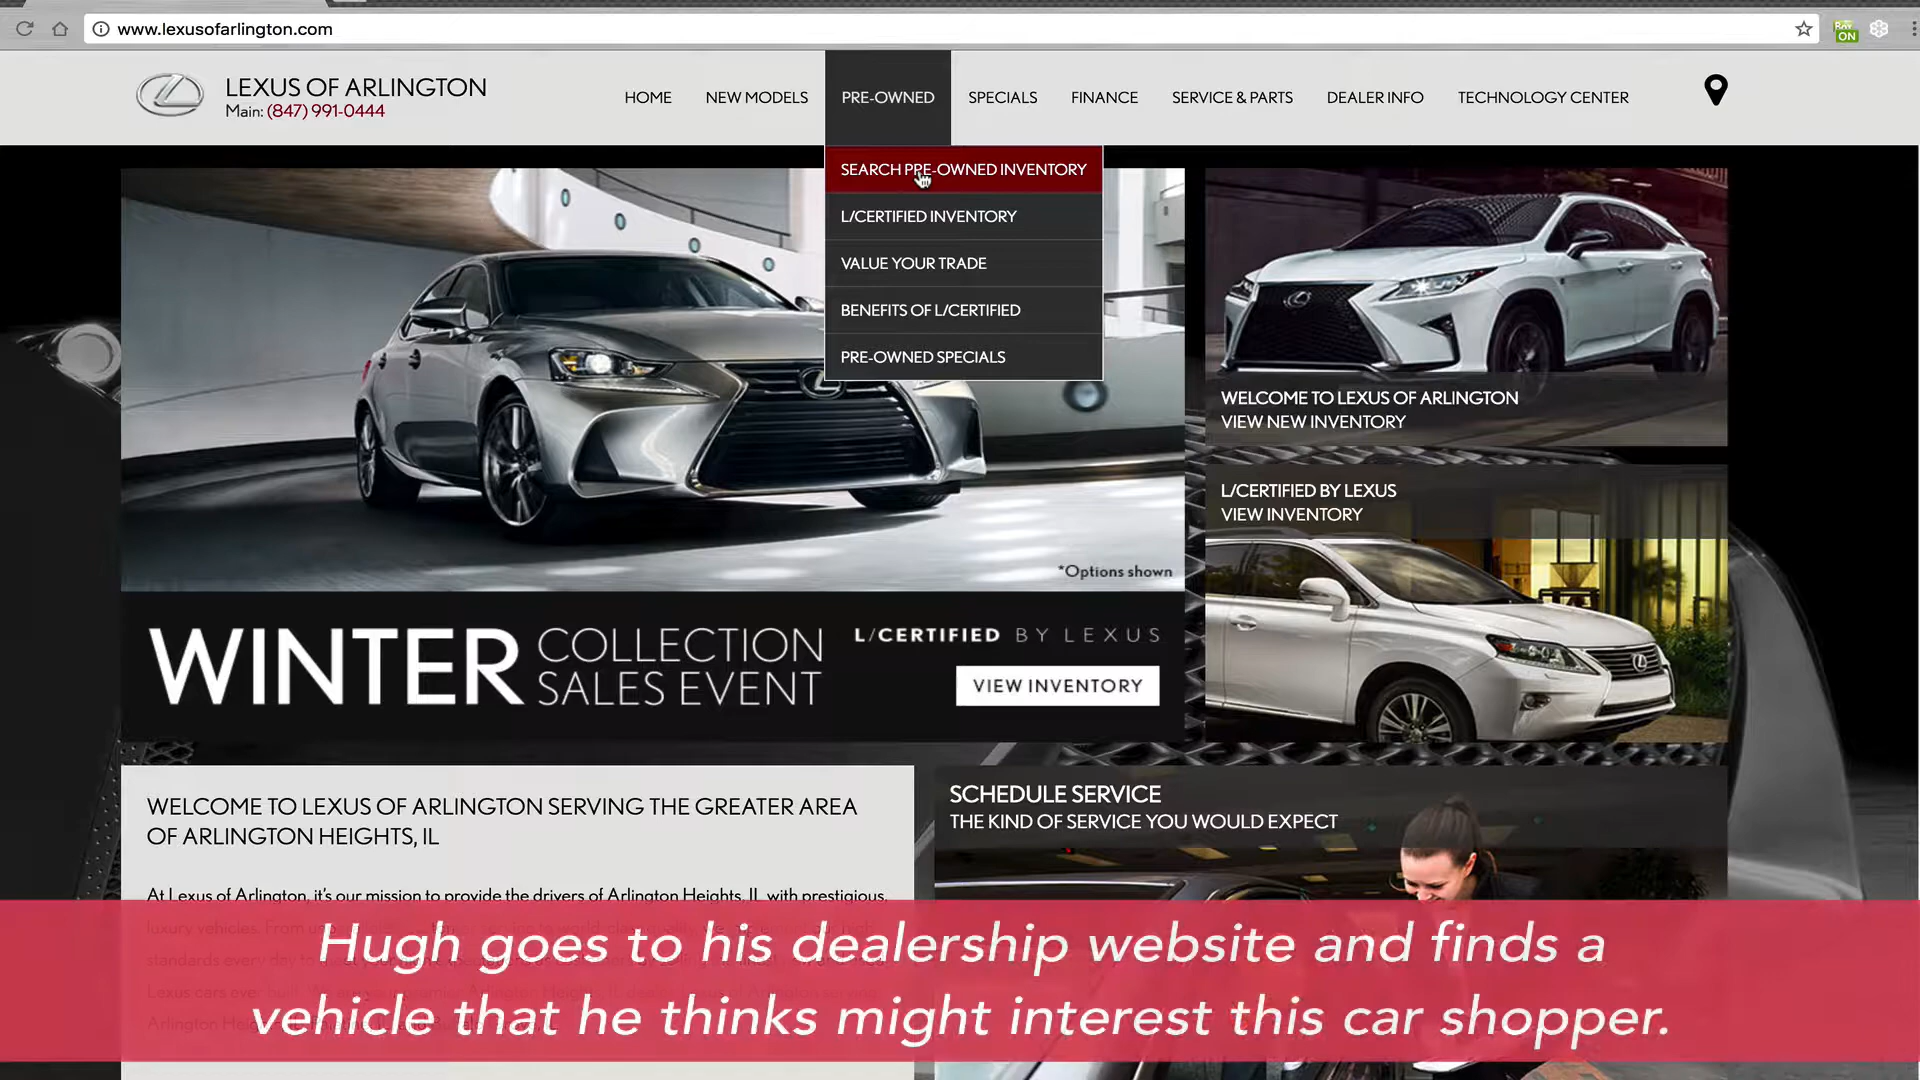 www.lexusofarlington.com
ON
LEXUS OF ARLINGTON
Main: (847) 991-0444
HOME NEW MODELS PRE-OWNED SPECIALS FINANCE SERVICE & PARTS DEALER INFO TECHNOLOGY CENTER
SEARCH PRE-OWNED INVENTORY
L/CERTIFIED INVENTORY
VALUE YOUR TRADE
BENEFITS OF L/CERTIFIED
PRE-OWNED SPECIALS
*Options shown
WINTER COLLECTION
SALES EVENT
L/CERTIFIED BY LEXUS
VIEW INVENTORY
WELCOME TO LEXUS OF ARLINGTON
VIEW NEW INVENTORY
L/CERTIFIED BY LEXUS
VIEW INVENTORY
WELCOME TO LEXUS OF ARLINGTON SERVING THE GREATER AREA
OF ARLINGTON HEIGHTS, IL
At Lexus of Arlington, it's our mission to provide the drivers of Arlington Heights, IL with prestigious,
SCHEDULE SERVICE
THE KIND OF SERVICE YOU WOULD EXPECT
Hugh goes to his dealership website and finds a
vehicle that he thinks might interest this car shopper.